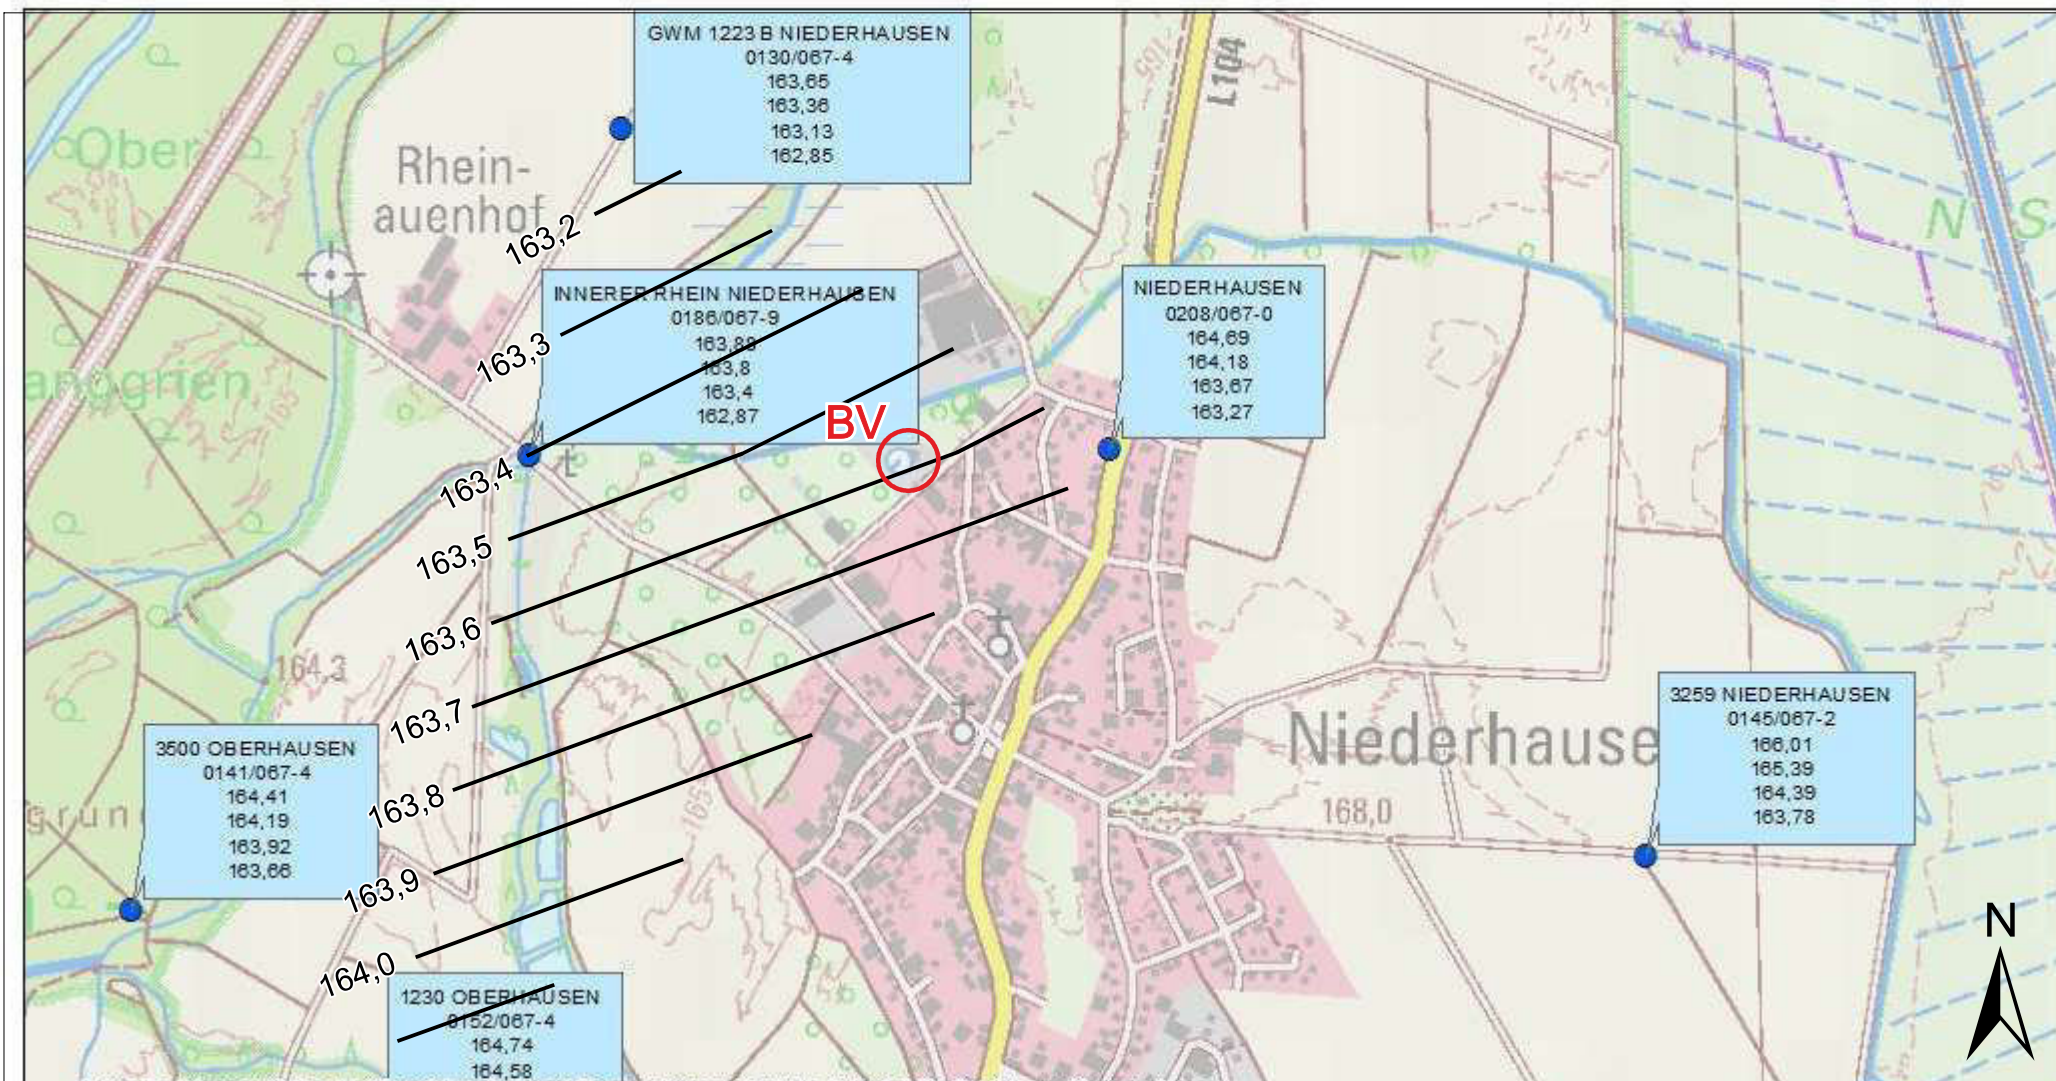 GWM 1223 B NIEDERHAUSEN
0130/067-4
163,65
163,36
163,13
162,85
L104
Ober
Rhein-
auenhof
163,2
INNERER RHEIN NIEDERHAUSEN
0186/067-9
163,88
163,8
163,4
162,87
NIEDERHAUSEN
0208/067-0
164,69
164,18
163,67
163,27
N S
163,3
BV
163,4
163,5
163,6
164,3
163,7
3500 OBERHAUSEN
0141/067-4
164,41
164,19
163,92
163,66
grun
163,8
Niederhause
168,0
3259 NIEDERHAUSEN
0145/067-2
166,01
165,39
164,39
163,78
163,9
164,0
1230 OBERHAUSEN
0152/067-4
164,74
164,58
N